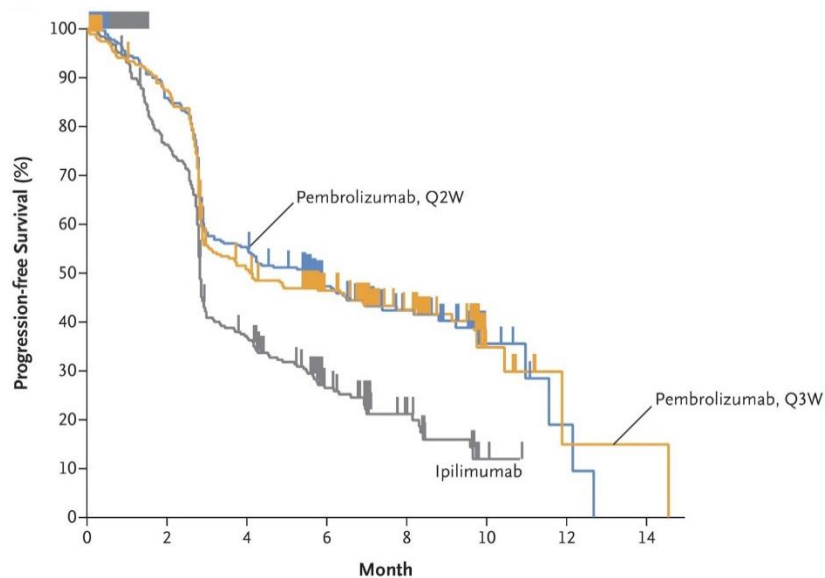 100
90
80
70
60
50
40
30
20
10
0
Progression-free Survival (%)
Pembrolizumab, Q2W
Pembrolizumab, Q3W
Ipilimumab
0 2 4 6 8 10 12 14
Month